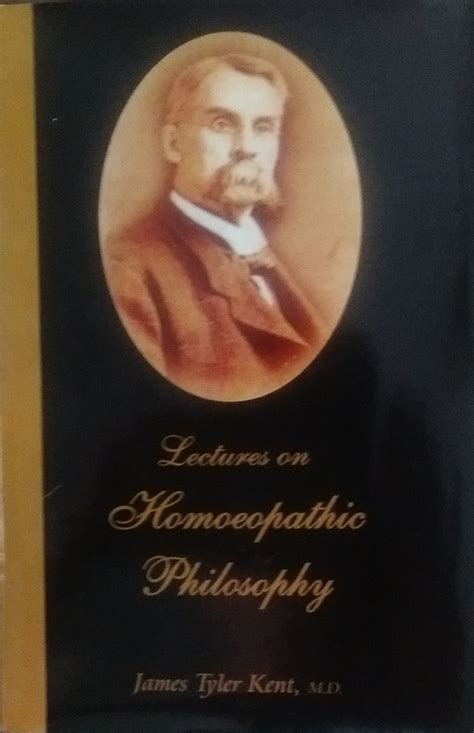 Lectures on
Homoeopathic
Philosophy
James Tyler Kent, M.D.